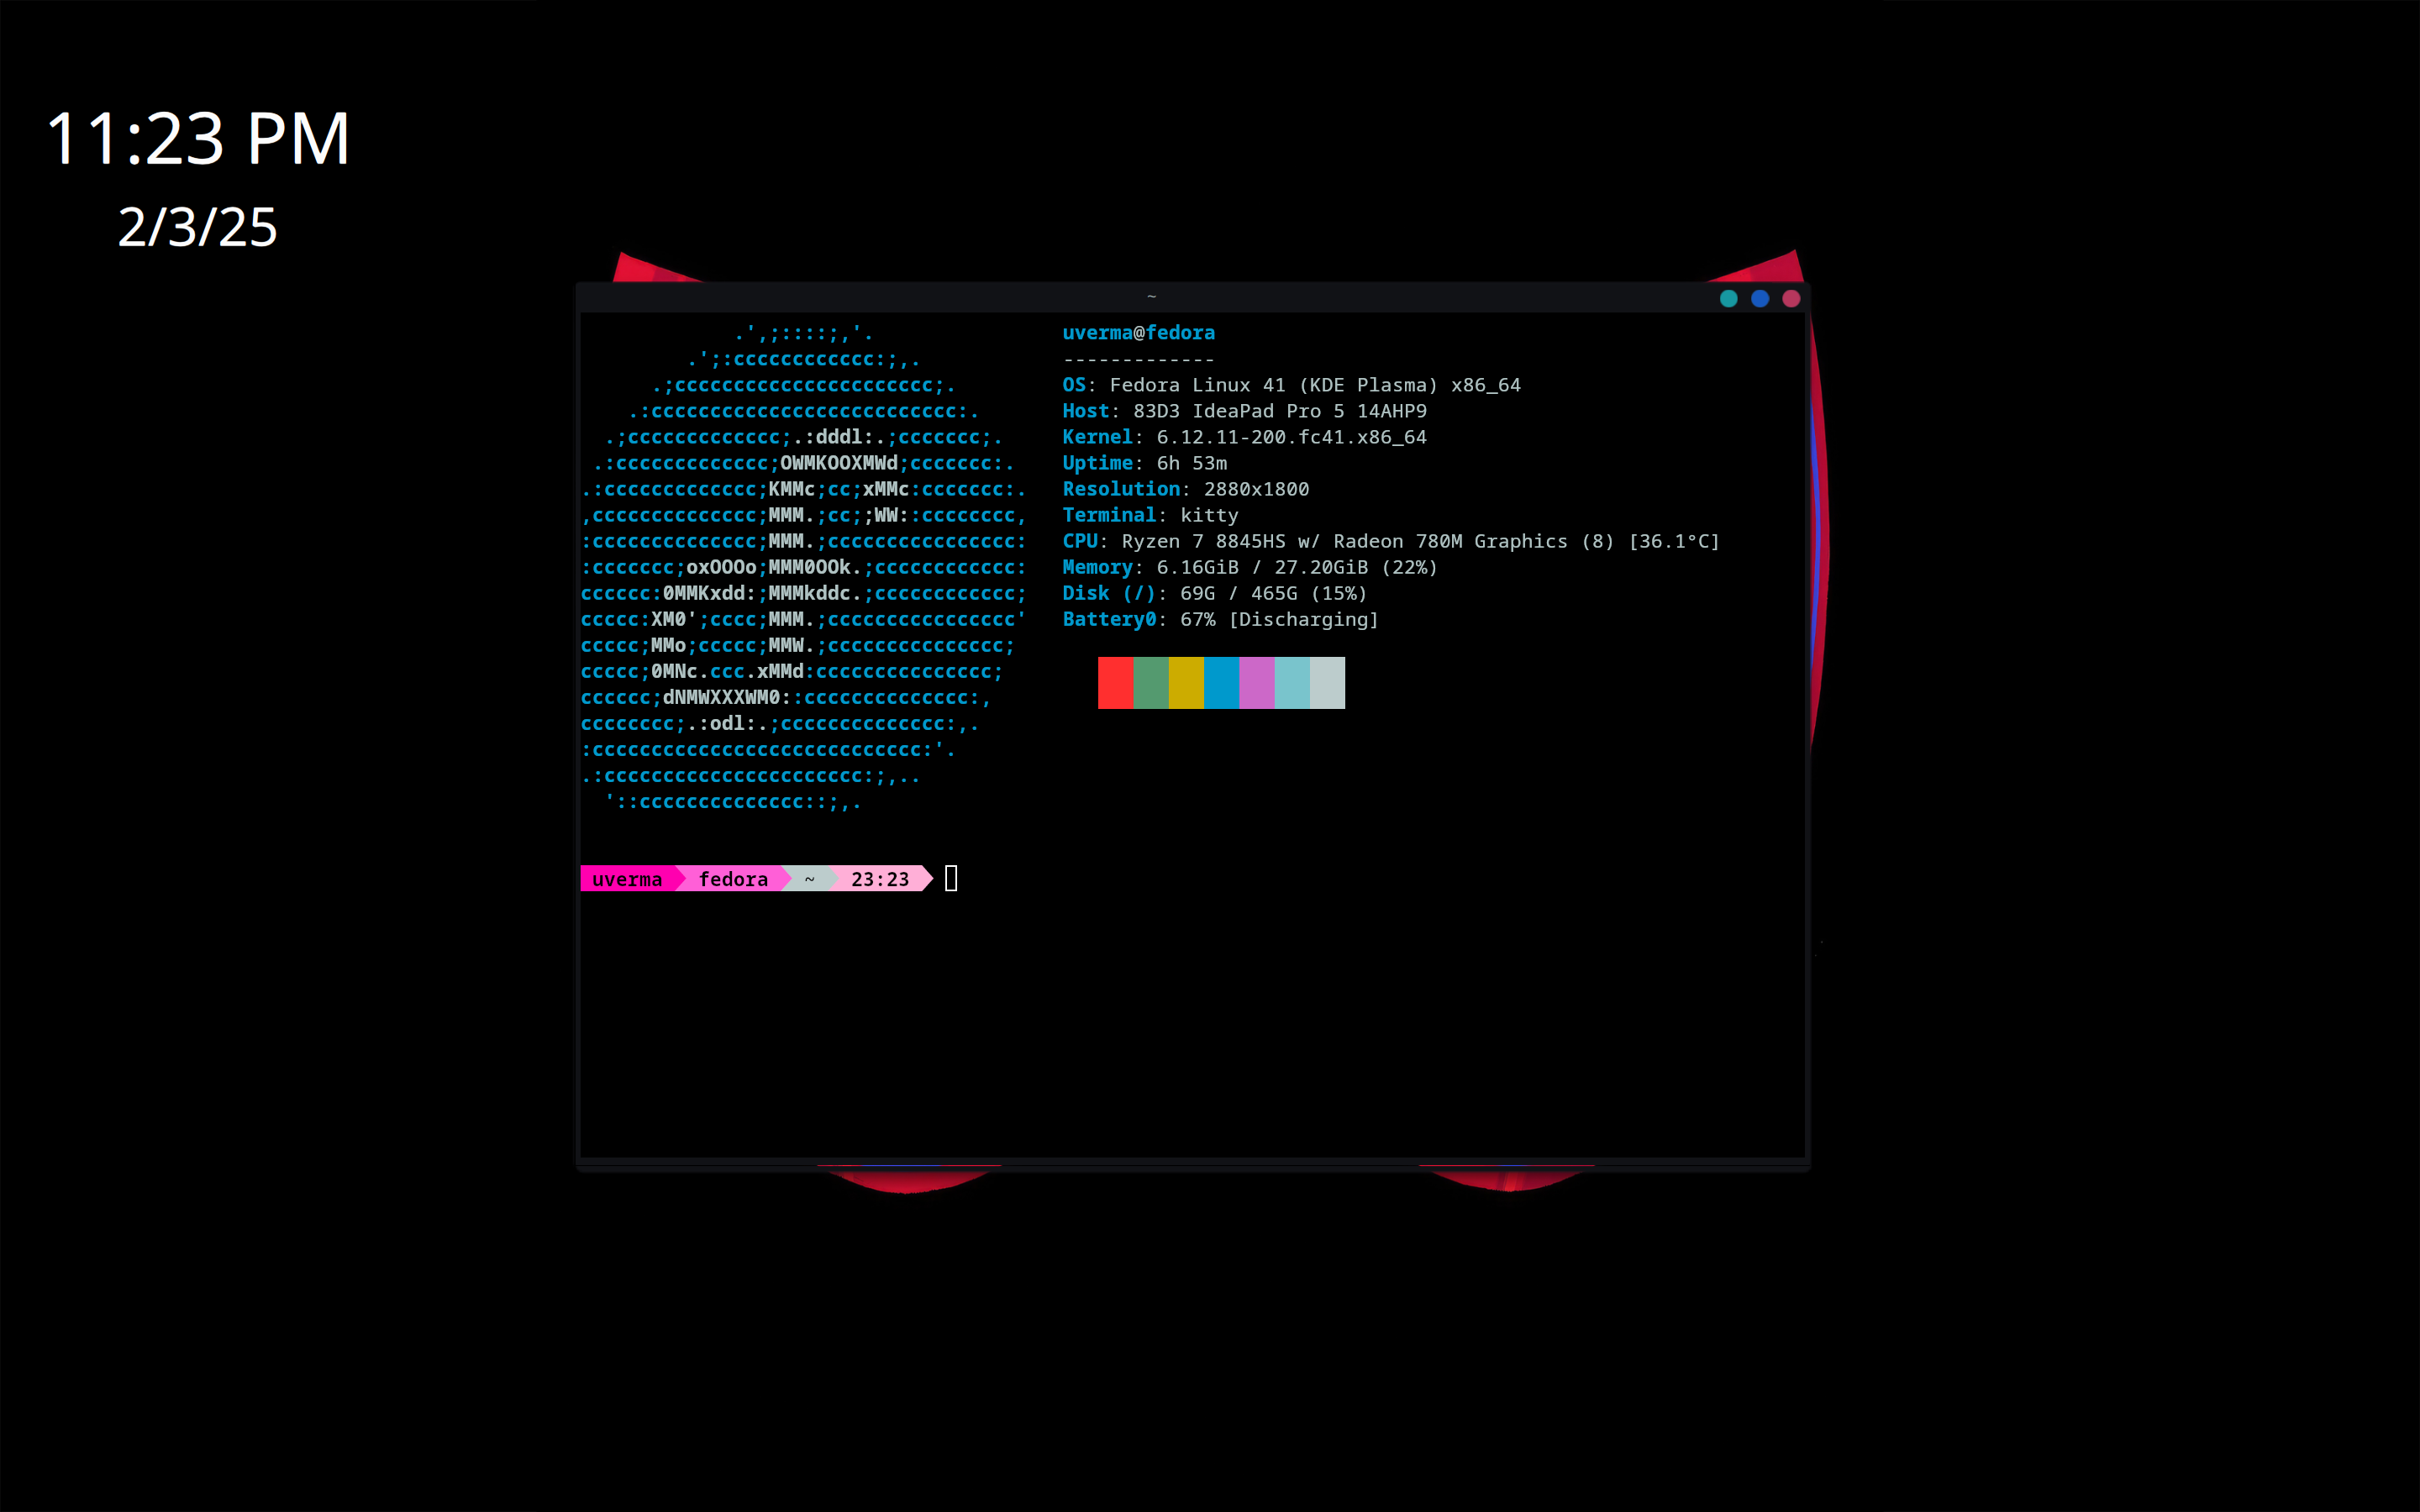 11:23 PM
2/3/25
~
.',;::::;,'.
.';:cccccccccccc:;,.
.;cccccccccccccccccccccc;.
.:cccccccccccccccccccccccccc:.
.;ccccccccccccc;.:dddl:.;ccccccc;.
.:ccccccccccccc;OWMKOOXMWd;ccccccc:.
.:ccccccccccccc;KMMc;cc;xMMc:ccccccc:.
,cccccccccccccc;MMM.;cc;;WW::cccccccc,
:cccccccccccccc;MMM.;cccccccccccccccc:
:ccccccc;oxOOOo;MMM0OOk.;cccccccccccc:
cccccc:0MMKxdd:;MMMkddc.;cccccccccccc;
ccccc:XM0';cccc;MMM.;cccccccccccccccc'
ccccc;MMo;ccccc;MMW.;ccccccccccccccc;
ccccc;0MNc.ccc.xMMd:ccccccccccccccc;
cccccc;dNMWXXXWM0::cccccccccccccc:,
cccccccc;.:odl:.;cccccccccccccc:,.
:cccccccccccccccccccccccccccc:'.
.:cccccccccccccccccccccc:;,..
'::cccccccccccccc::;,.
uverma@fedora
-------------
OS: Fedora Linux 41 (KDE Plasma) x86_64
Host: 83D3 IdeaPad Pro 5 14AHP9
Kernel: 6.12.11-200.fc41.x86_64
Uptime: 6h 53m
Resolution: 2880x1800
Terminal: kitty
CPU: Ryzen 7 8845HS w/ Radeon 780M Graphics (8) [36.1°C]
Memory: 6.16GiB / 27.20GiB (22%)
Disk (/): 69G / 465G (15%)
Battery0: 67% [Discharging]
uverma fedora ~ 23:23